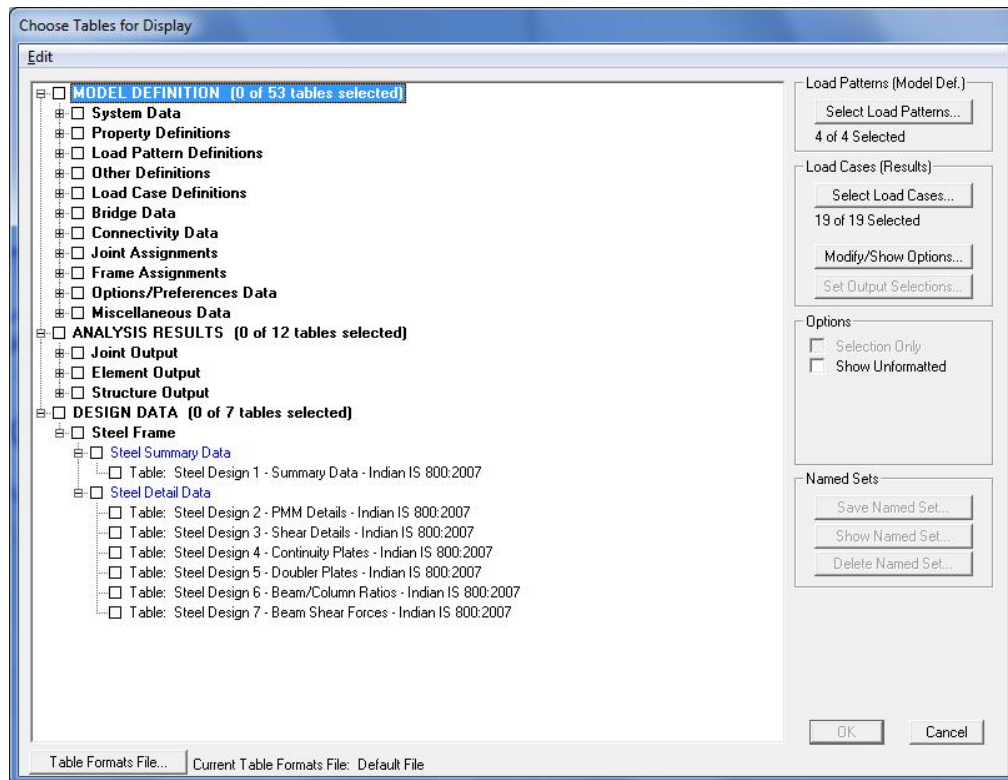 Choose Tables for Display
Edit
MODEL DEFINITION (0 of 53 tables selected)
System Data
Property Definitions
Load Pattern Definitions
Other Definitions
Load Case Definitions
Bridge Data
Connectivity Data
Joint Assignments
Frame Assignments
Options/Preferences Data
Miscellaneous Data
ANALYSIS RESULTS (0 of 12 tables selected)
Joint Output
Element Output
Structure Output
DESIGN DATA (0 of 7 tables selected)
Steel Frame
Steel Summary Data
Table: Steel Design 1 - Summary Data - Indian IS 800:2007
Steel Detail Data
Table: Steel Design 2 - PMM Details - Indian IS 800:2007
Table: Steel Design 3 - Shear Details - Indian IS 800:2007
Table: Steel Design 4 - Continuity Plates - Indian IS 800:2007
Table: Steel Design 5 - Doubler Plates - Indian IS 800:2007
Table: Steel Design 6 - Beam/Column Ratios - Indian IS 800:2007
Table: Steel Design 7 - Beam Shear Forces - Indian IS 800:2007
Load Patterns (Model Def.)
Select Load Patterns...
4 of 4 Selected
Load Cases (Results)
Select Load Cases...
19 of 19 Selected
Modify/Show Options...
Set Output Selections...
Options
Selection Only
Show Unformatted
Named Sets
Save Named Set...
Show Named Set...
Delete Named Set...
OK
Cancel
Table Formats File...
Current Table Formats File: Default File